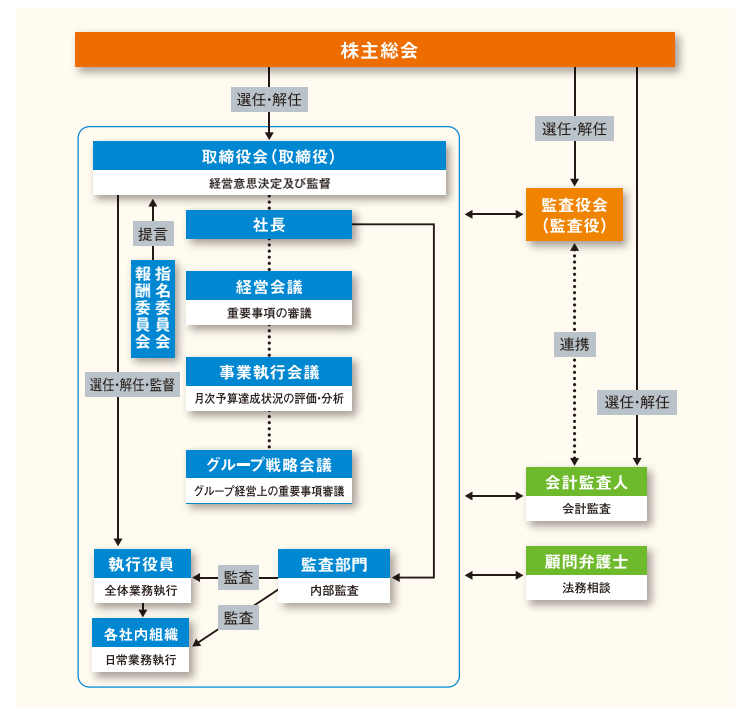 株主総会
選任・解任
選任・解任
取締役会（取締役）
経営意思決定及び監督
監査役会
（監査役）
社長
提言
指名委員会
報酬委員会
経営会議
重要事項の審議
連携
事業執行会議
月次予算達成状況の評価・分析
選任・解任・監督
選任・解任
グループ戦略会議
グループ経営上の重要事項審議
会計監査人
会計監査
執行役員
全体業務執行
監査
監査部門
内部監査
顧問弁護士
法務相談
監査
各社内組織
日常業務執行